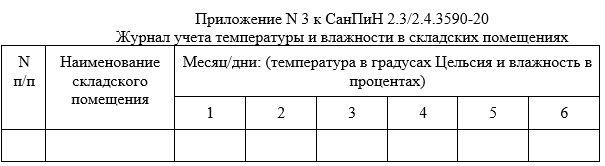 Приложение N 3 к СанПиН 2.3/2.4.3590-20
Журнал учета температуры и влажности в складских помещениях
N
п/п
Наименование
складского
помещения
Месяц/дни: (температура в градусах Цельсия и влажность в
процентах)
1 2 3 4 5 6